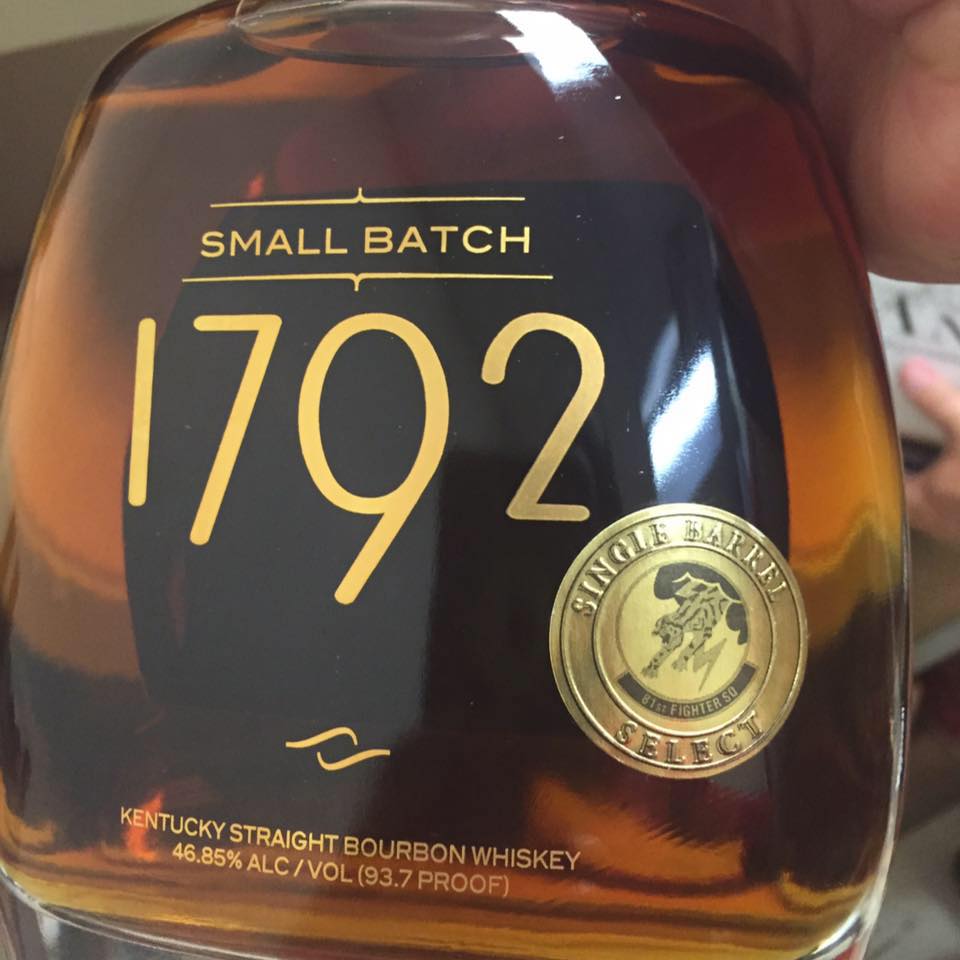 SMALL BATCH
1792
SINGLE BARREL
81ST FIGHTER SQ
SELECT
KENTUCKY STRAIGHT BOURBON WHISKEY
46.85% ALC / VOL (93.7 PROOF)